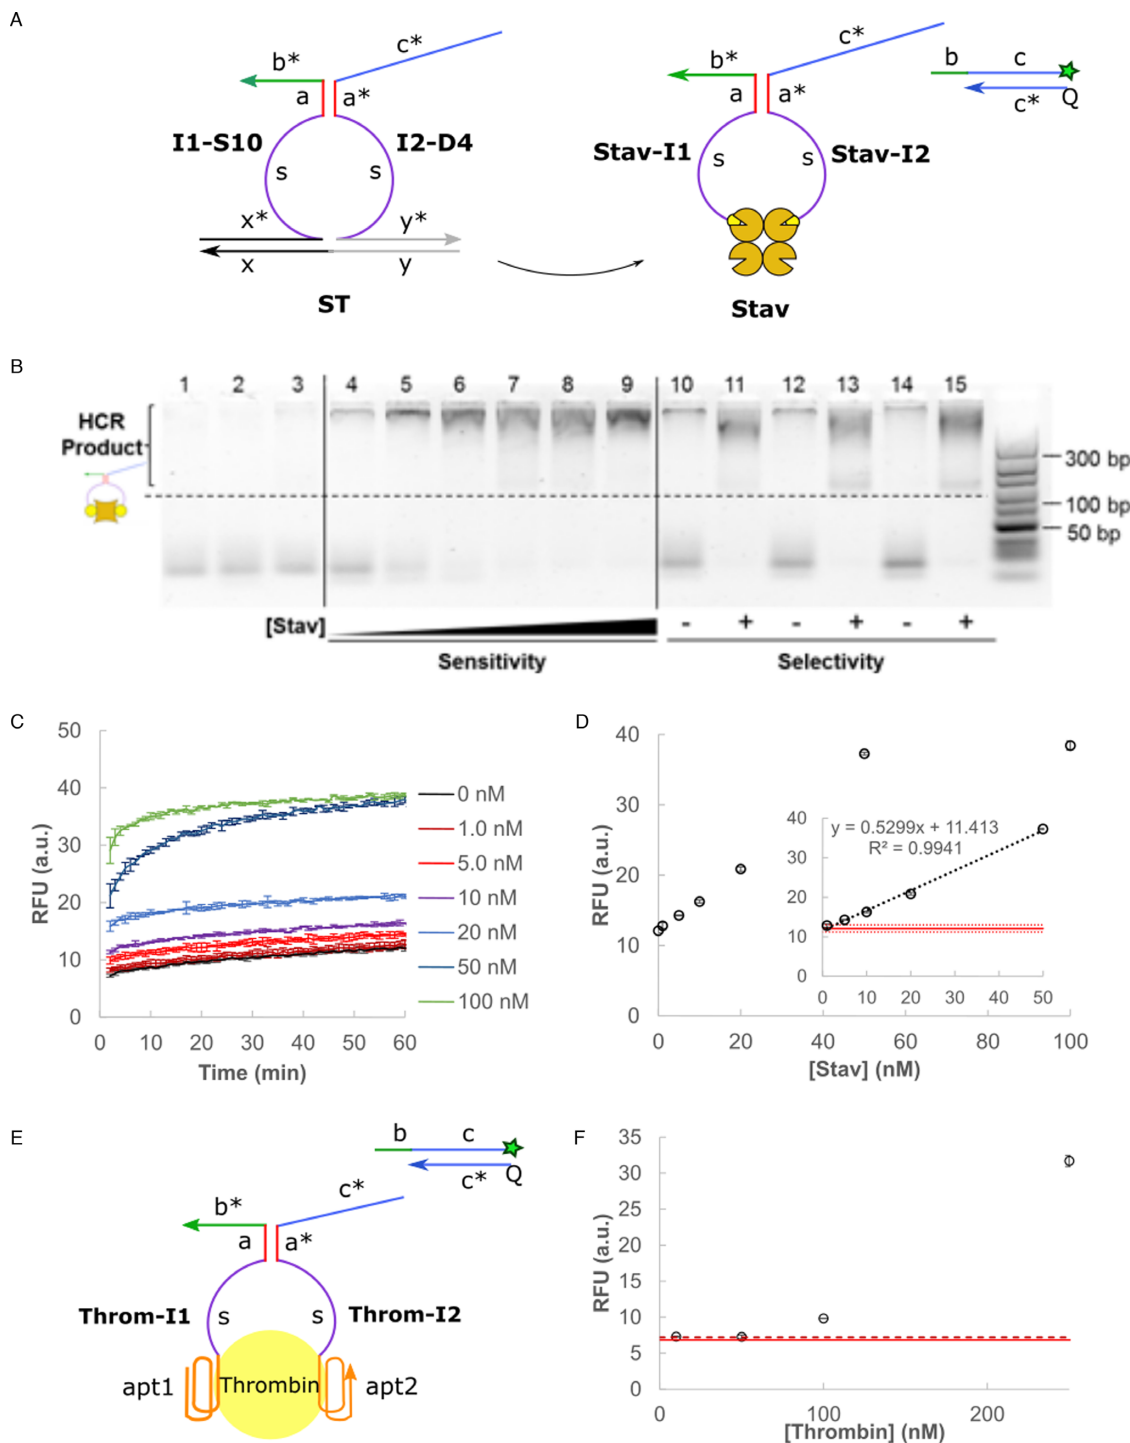 A
b*
c*
a
a*
I1-S10
I2-D4
s
s
x*
y*
x
y
ST
b*
c*
a
a*
Stav-I1
Stav-I2
s
s
Stav
b
c
c*
Q
B
1 2 3 4 5 6 7 8 9 10 11 12 13 14 15
HCR
Product
300 bp
100 bp
50 bp
[Stav]
- + - + - +
Sensitivity
Selectivity
C
50
40
30
20
10
0
RFU (a.u.)
0 10 20 30 40 50 60
Time (min)
0 nM
1.0 nM
5.0 nM
10 nM
20 nM
50 nM
100 nM
D
40
30
20
10
0
RFU (a.u.)
0 20 40 60 80 100
[Stav] (nM)
40
30
20
10
0
y = 0.5299x + 11.413
R² = 0.9941
0 10 20 30 40 50
E
b
c
c*
Q
b*
c*
a
a*
Throm-I1
Throm-I2
s
s
apt1
Thrombin
apt2
F
35
30
25
20
15
10
5
0
RFU (a.u.)
0 100 200
[Thrombin] (nM)